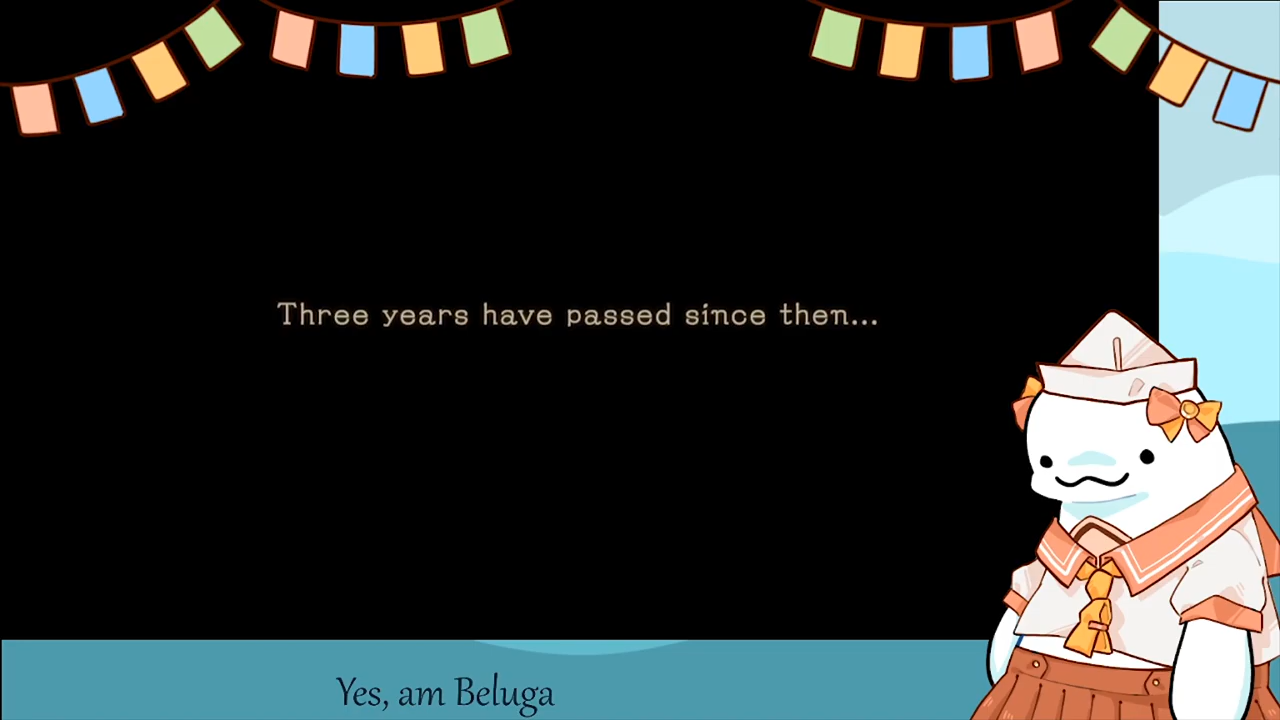 Three years have passed since then...
Yes, am Beluga